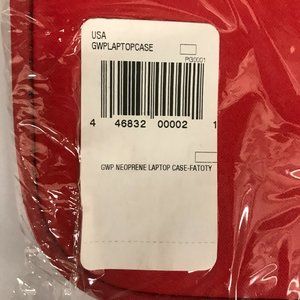 USA
GWPLAPTOPCASE
PG0001
4 46832 00002 1
GWP NEOPRENE LAPTOP CASE-FATOTY